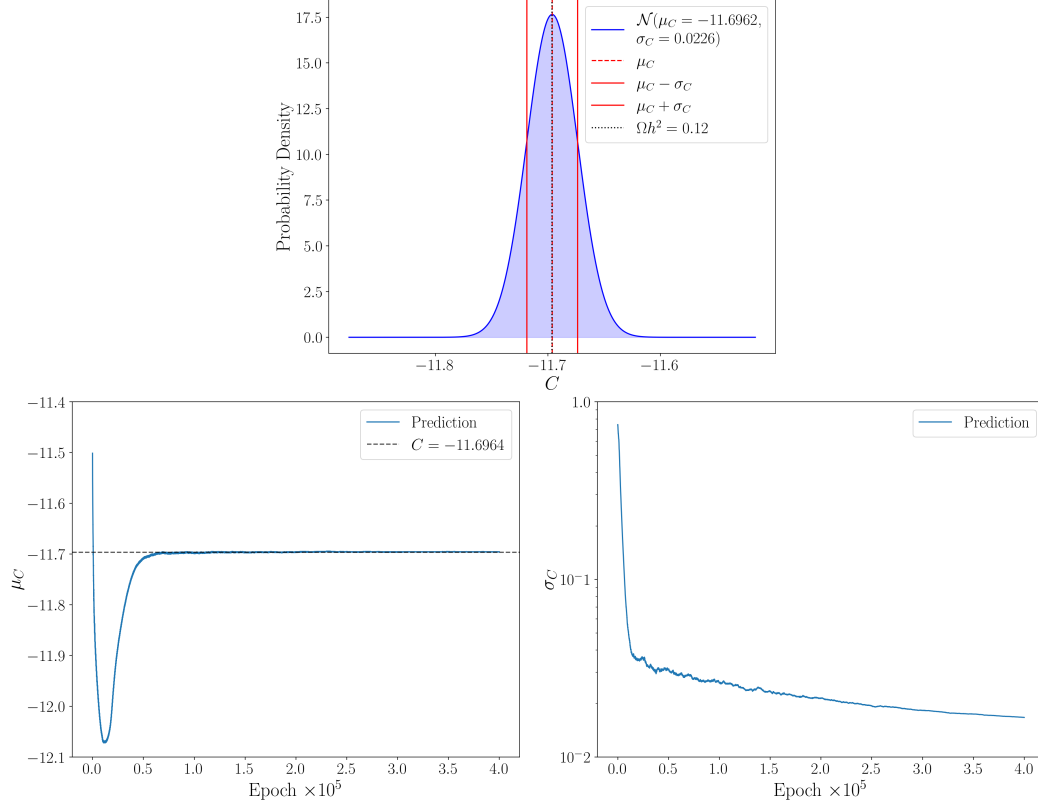 17.5
15.0
12.5
10.0
7.5
5.0
2.5
0.0
Probability Density
𝒩(μ_C = −11.6962,
σ_C = 0.0226)
μ_C
μ_C − σ_C
μ_C + σ_C
Ωh² = 0.12
−11.8
−11.7
−11.6
C
−11.4
−11.5
−11.6
−11.7
−11.8
−11.9
−12.0
−12.1
μ_C
Prediction
C = −11.6964
0.0
0.5
1.0
1.5
2.0
2.5
3.0
3.5
4.0
Epoch ×10⁵
1.0
10⁻¹
10⁻²
σ_C
Prediction
0.0
0.5
1.0
1.5
2.0
2.5
3.0
3.5
4.0
Epoch ×10⁵